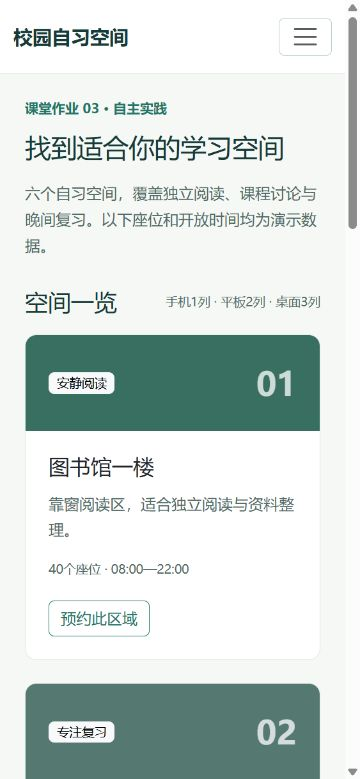 校园自习空间
课堂作业 03 · 自主实践
找到适合你的学习空间
六个自习空间，覆盖独立阅读、课程讨论与
晚间复习。以下座位和开放时间均为演示数
据。
空间一览
手机1列 · 平板2列 · 桌面3列
安静阅读
01
图书馆一楼
靠窗阅读区，适合独立阅读与资料整
理。
40个座位 · 08:00—22:00
预约此区域
专注复习
02